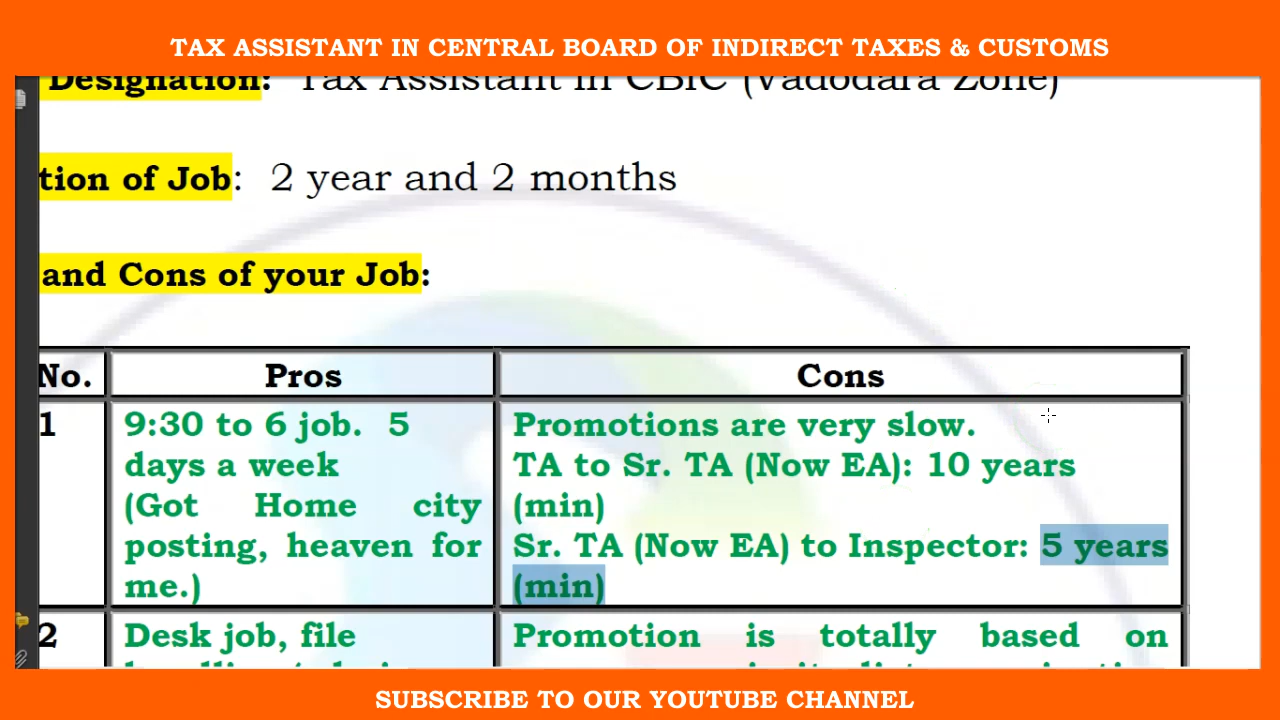 TAX ASSISTANT IN CENTRAL BOARD OF INDIRECT TAXES & CUSTOMS
Designation: Tax Assistant in CBIC (Vadodara Zone)
tion of Job: 2 year and 2 months
and Cons of your Job:
No. Pros Cons
1
9:30 to 6 job. 5
days a week
(Got Home city
posting, heaven for
me.)
Promotions are very slow.
TA to Sr. TA (Now EA): 10 years
(min)
Sr. TA (Now EA) to Inspector: 5 years
(min)
2
Desk job, file
Promotion is totally based on
SUBSCRIBE TO OUR YOUTUBE CHANNEL